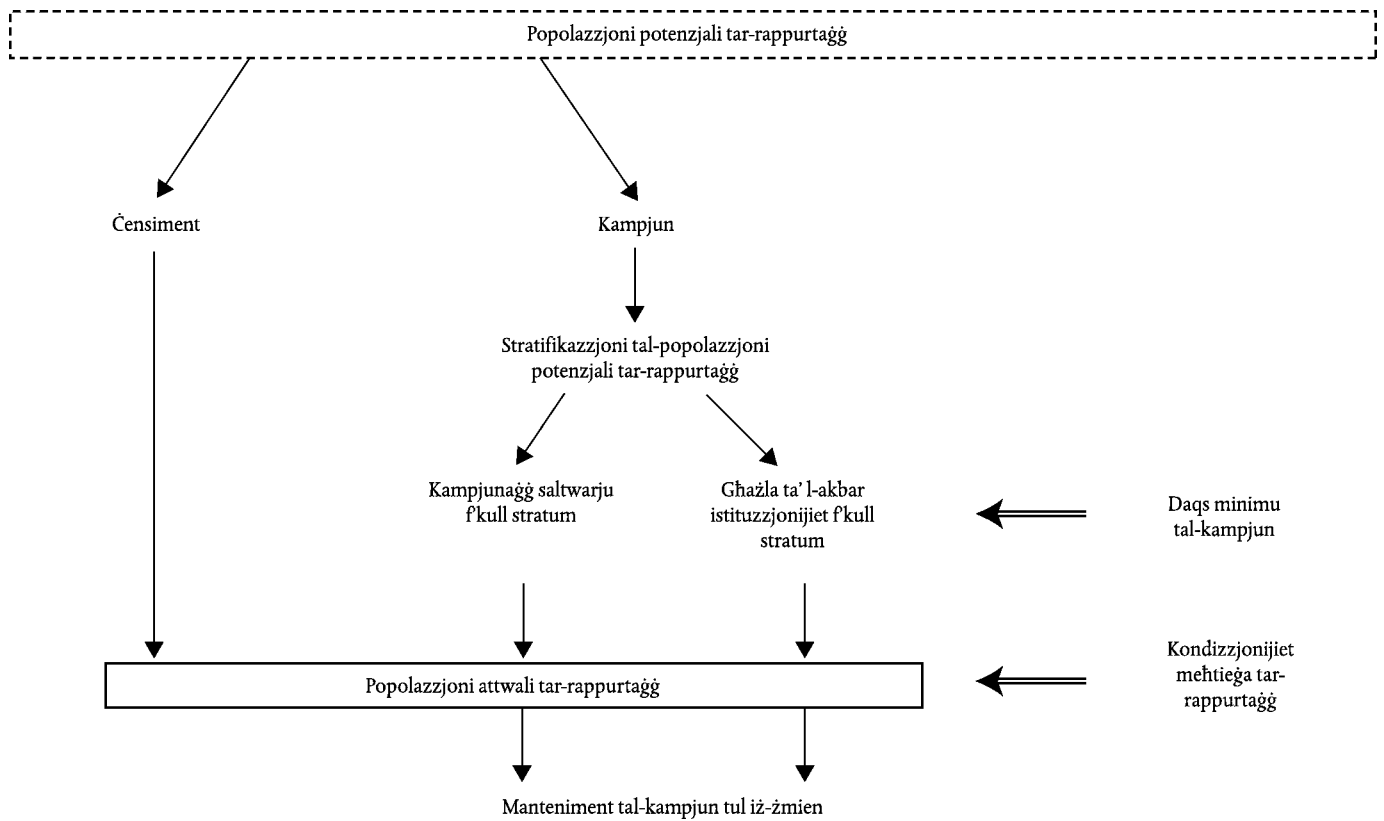 Popolazzjoni potenzjali tar-rappurtaġġ
Ċensiment
Kampjun
Stratifikazzjoni tal-popolazzjoni
potenzjali tar-rappurtaġġ
Kampjunaġġ saltwarju
f'kull stratum
Għażla ta' l-akbar
istituzzjonijiet f'kull
stratum
Daqs minimu
tal-kampjun
Popolazzjoni attwali tar-rappurtaġġ
Kondizzjonijiet
meħtieġa tar-
rappurtaġġ
Manteniment tal-kampjun tul iż-żmien